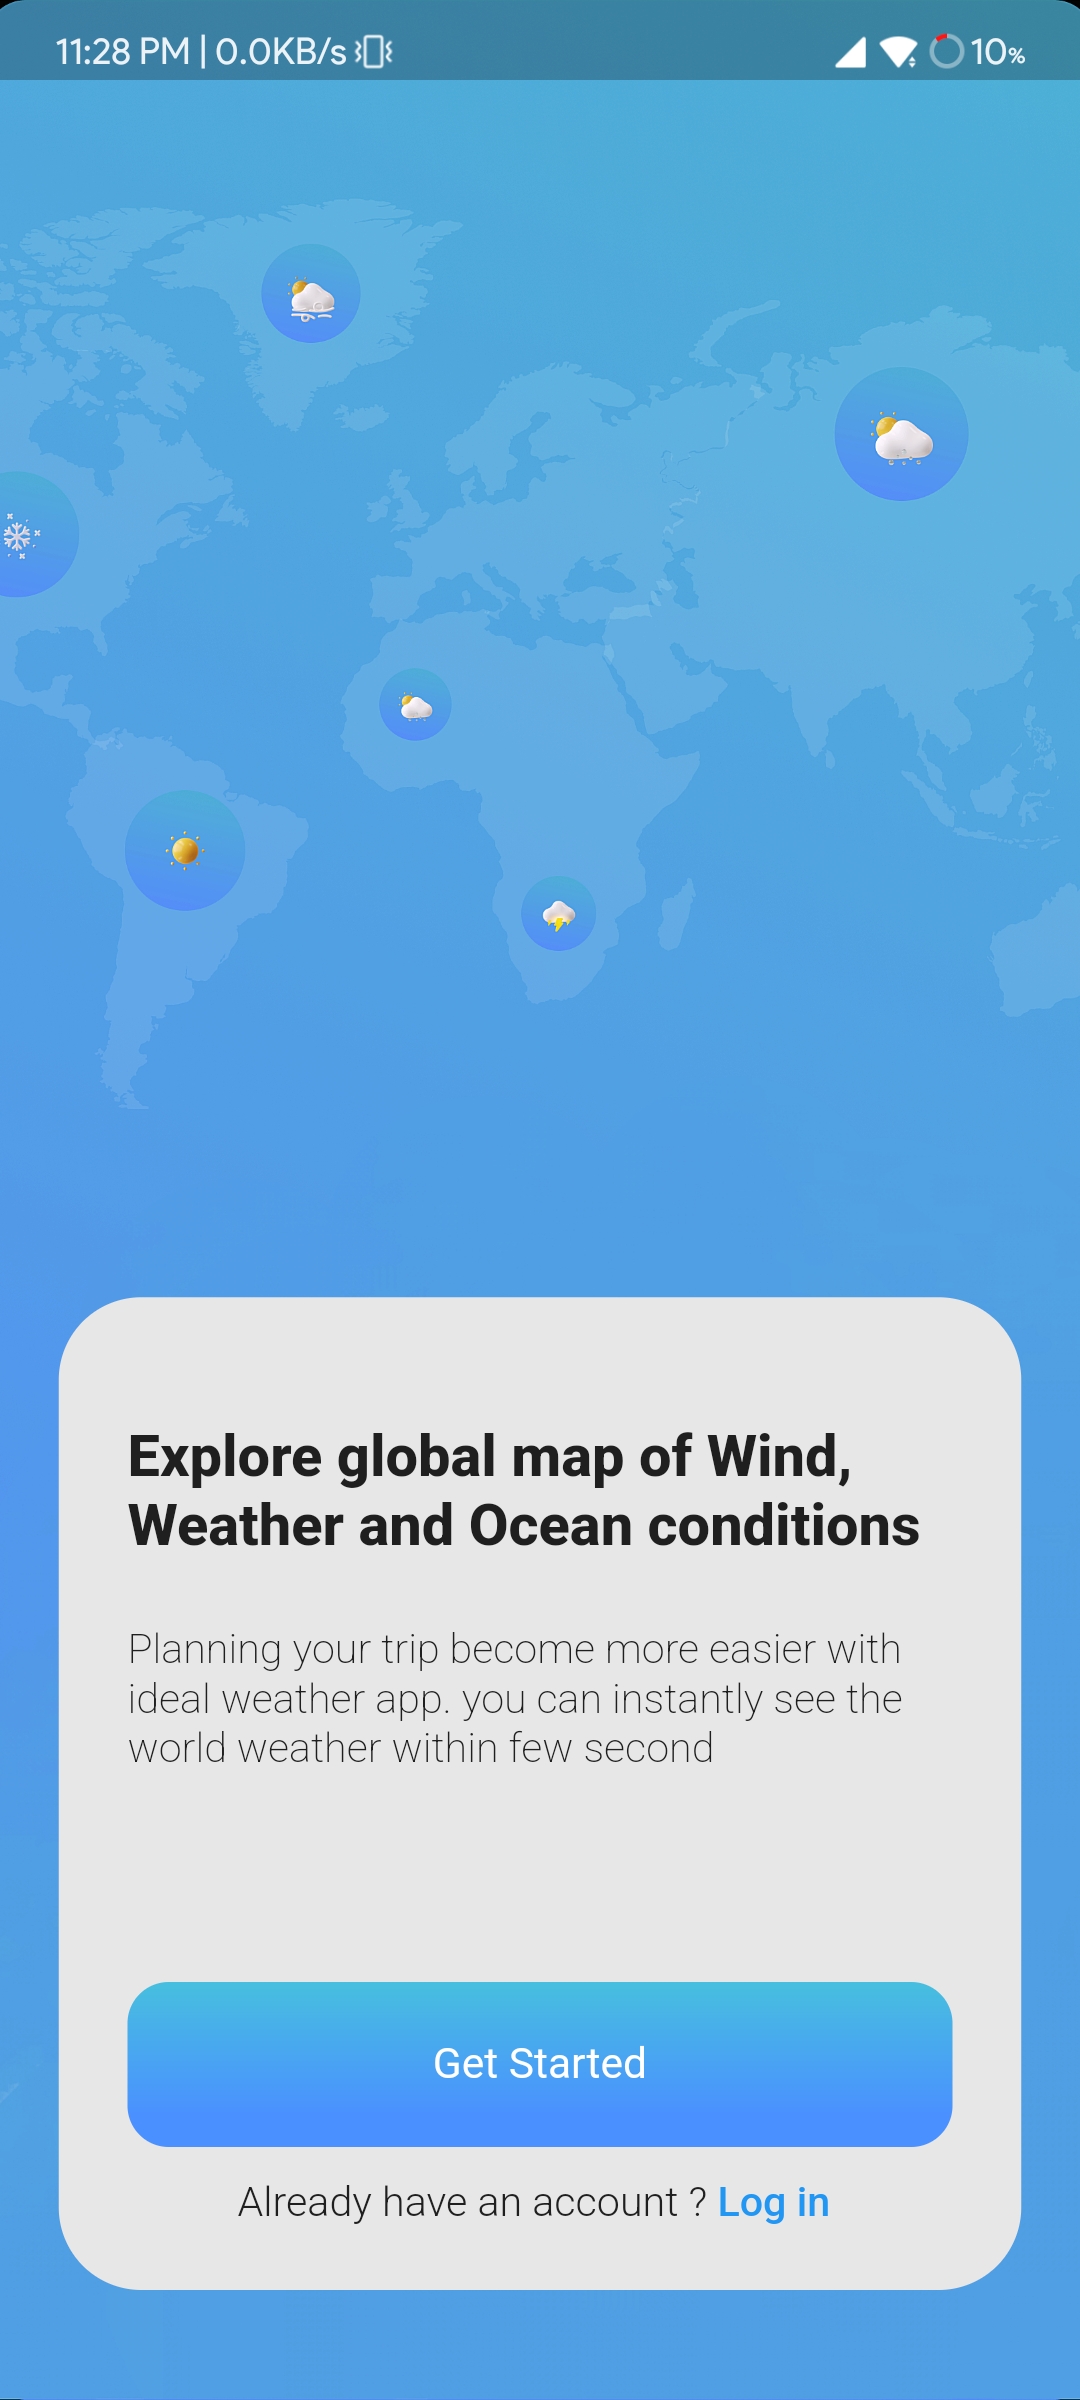 11:28 PM | 0.0KB/s 10%
Explore global map of Wind,
Weather and Ocean conditions
Planning your trip become more easier with
ideal weather app. you can instantly see the
world weather within few second
Get Started
Already have an account ? Log in